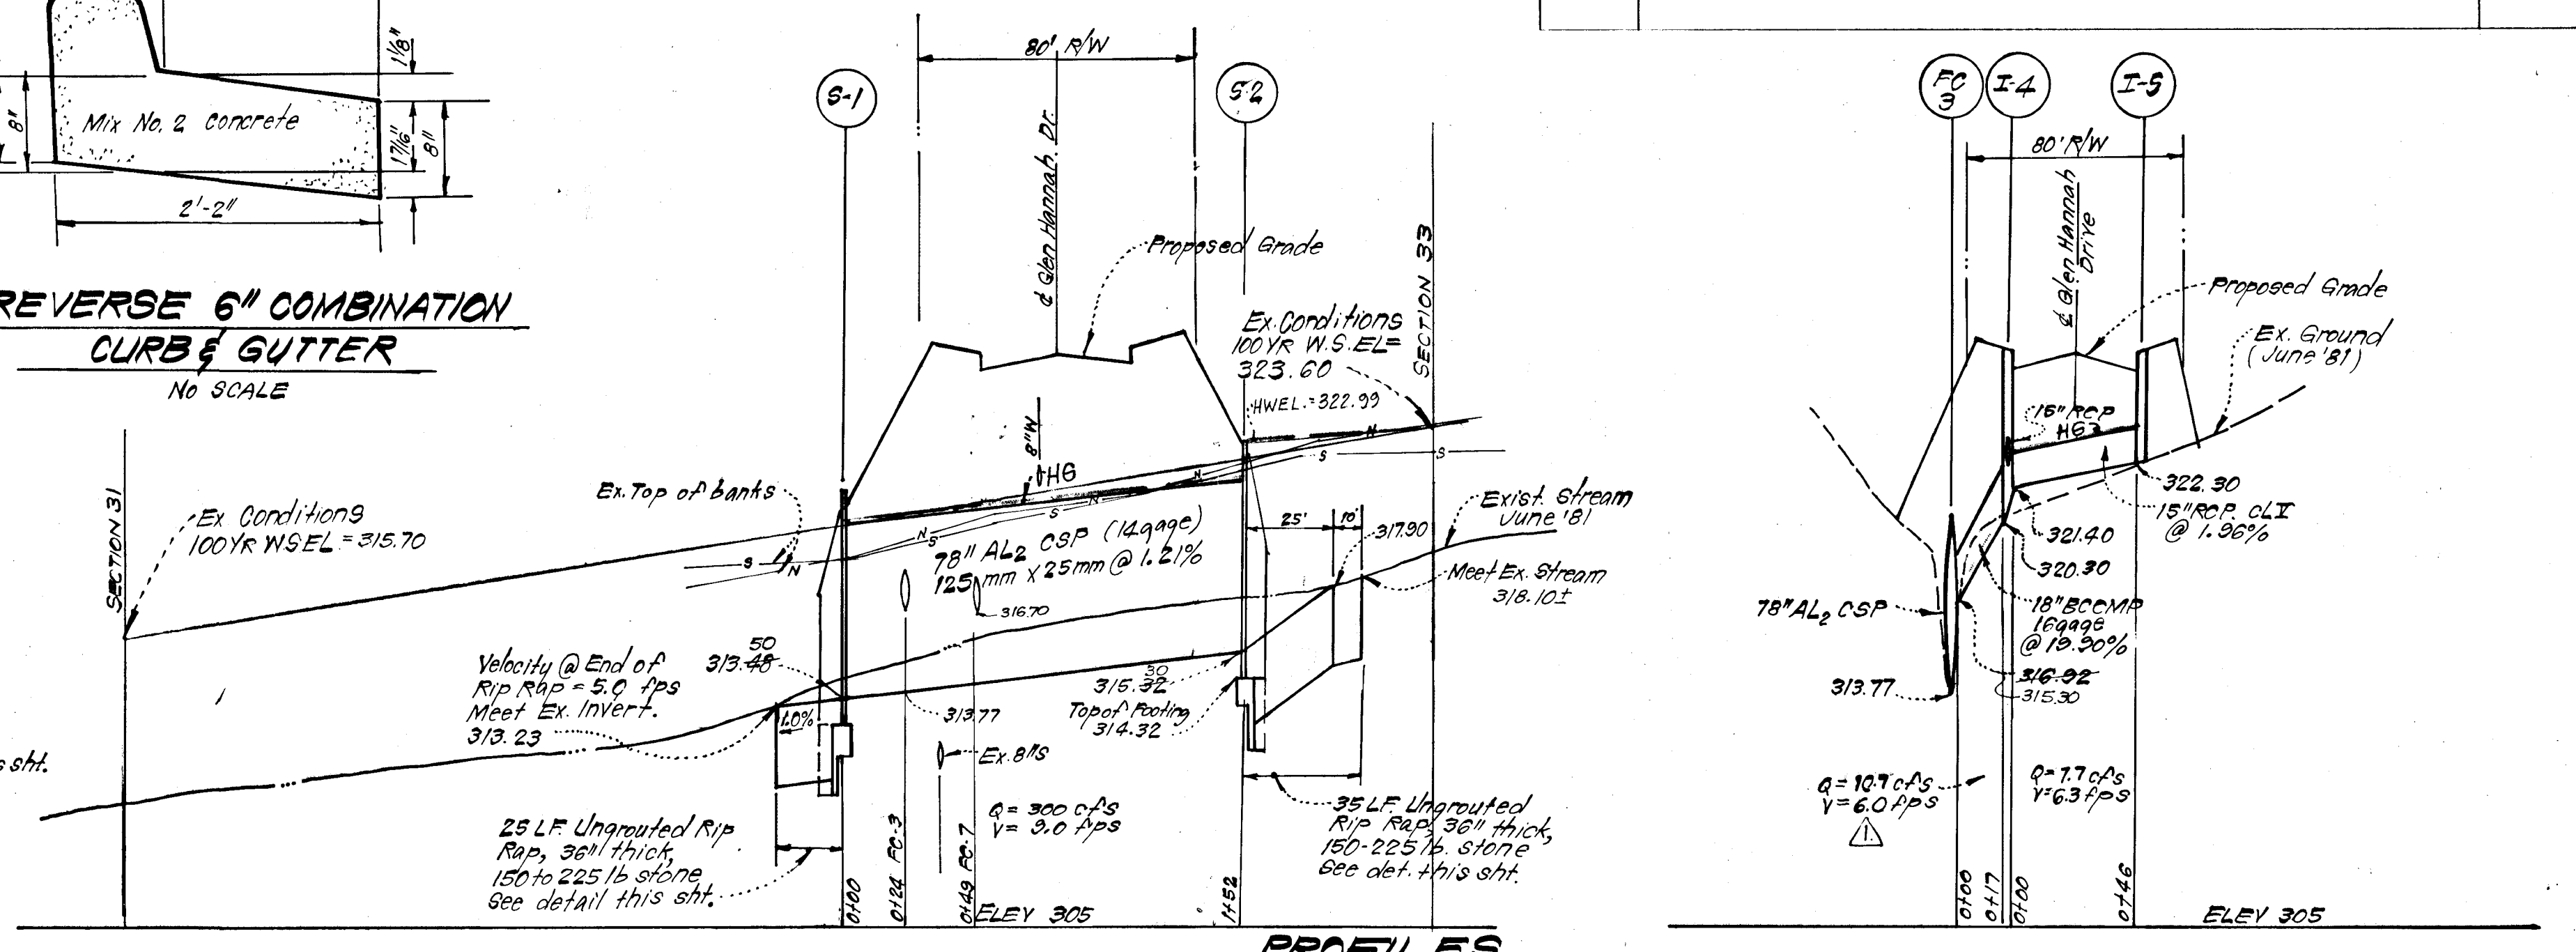 1⅛"
8"
Mix No. 2 Concrete
17/16"
8"
2'-2"
REVERSE 6" COMBINATION
CURB & GUTTER
NO SCALE
S-1
80' R/W
S-2
℄ Glen Hannah Dr.
Proposed Grade
SECTION 33
Ex. Conditions
100 YR W.S. EL=
323.60
HWEL.=322.99
8"W
HG
SECTION 31
Ex Conditions
100 YR WSEL = 315.70
Ex. Top of banks
S
N
N
S
S
N
N
N
S
S
78" AL2 CSP (14gage)
125mm X 25mm @ 1.21%
316.70
25'
10'
317.90
Exist. Stream
June '81
Meet Ex. Stream
318.10±
50
313.48
Velocity @ End of
Rip Rap = 5.0 fps
Meet Ex. Invert.
313.23
1.0%
313.77
30
315.32
Top of Footing
314.32
Ex. 8"S
Q= 300 cfs
V= 9.0 fps
25 LF. Ungrouted Rip
Rap, 36" thick,
150 to 225 lb stone
See detail this sht.
35 LF. Ungrouted
Rip Rap, 36" thick,
150-225 lb. stone
See det. this sht.
0+00
0+24 FC-3
0+49 FC-7
1+52
ELEV 305
s sht.
PROFILES
FC
3
I-4
I-5
80' R/W
℄ Glen Hannah
Drive
Proposed Grade
Ex. Ground
(June '81)
15" RCP
HG
322.30
15" RCP. CL V
@ 1.96%
321.40
320.30
18" BCCMP
16gage
@ 19.90%
78" AL2 CSP
316.92
315.30
313.77
Q= 10.7 cfs
V= 6.0 fps
1
Q= 7.7 cfs
V= 6.3 fps
0+00
0+17
0+00
0+46
ELEV 305